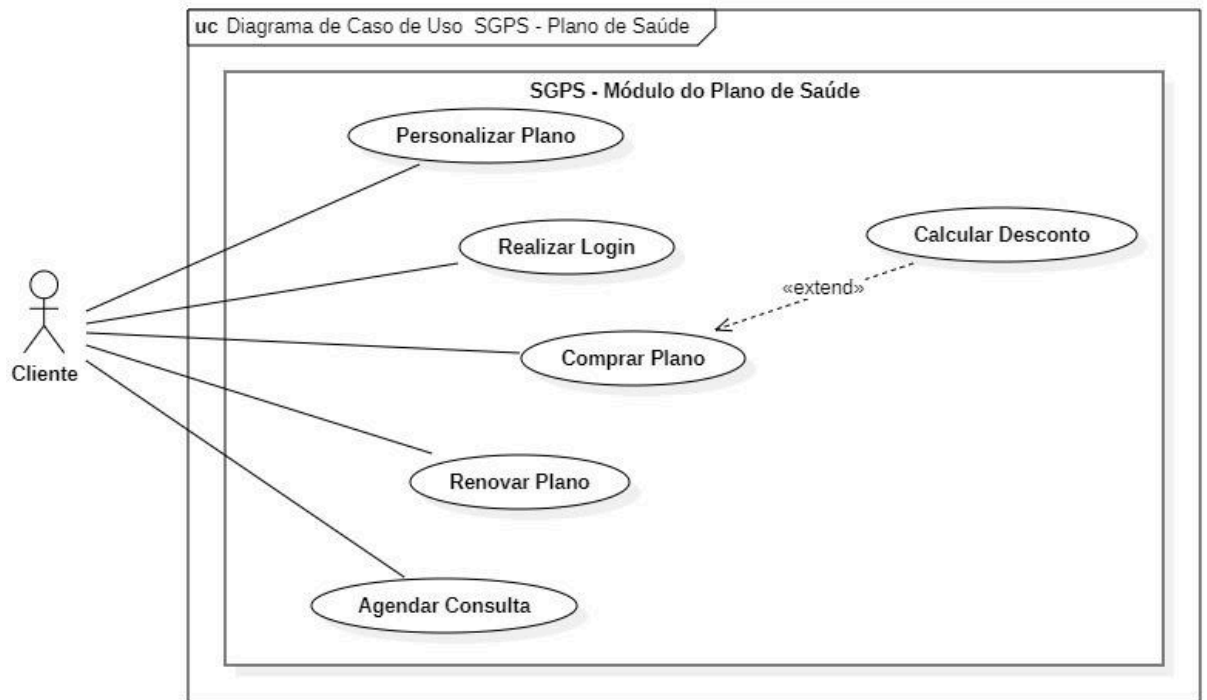 uc Diagrama de Caso de Uso SGPS - Plano de Saúde
SGPS - Módulo do Plano de Saúde
Personalizar Plano
Calcular Desconto
Realizar Login
«extend»
Comprar Plano
Cliente
Renovar Plano
Agendar Consulta